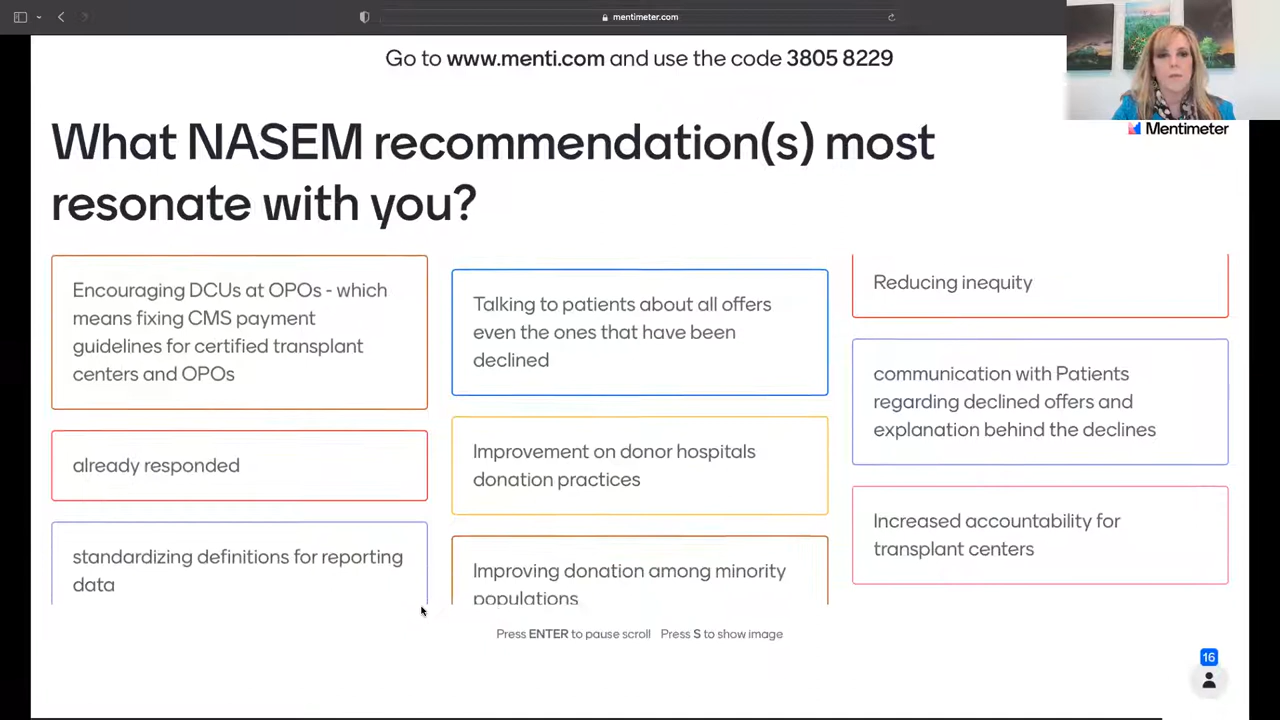 mentimeter.com
Go to www.menti.com and use the code 3805 8229
Mentimeter
What NASEM recommendation(s) most
resonate with you?
Encouraging DCUs at OPOs - which
means fixing CMS payment
guidelines for certified transplant
centers and OPOs
already responded
standardizing definitions for reporting
data
Talking to patients about all offers
even the ones that have been
declined
Improvement on donor hospitals
donation practices
Improving donation among minority
populations
Reducing inequity
communication with Patients
regarding declined offers and
explanation behind the declines
Increased accountability for
transplant centers
Press ENTER to pause scroll Press S to show image
16